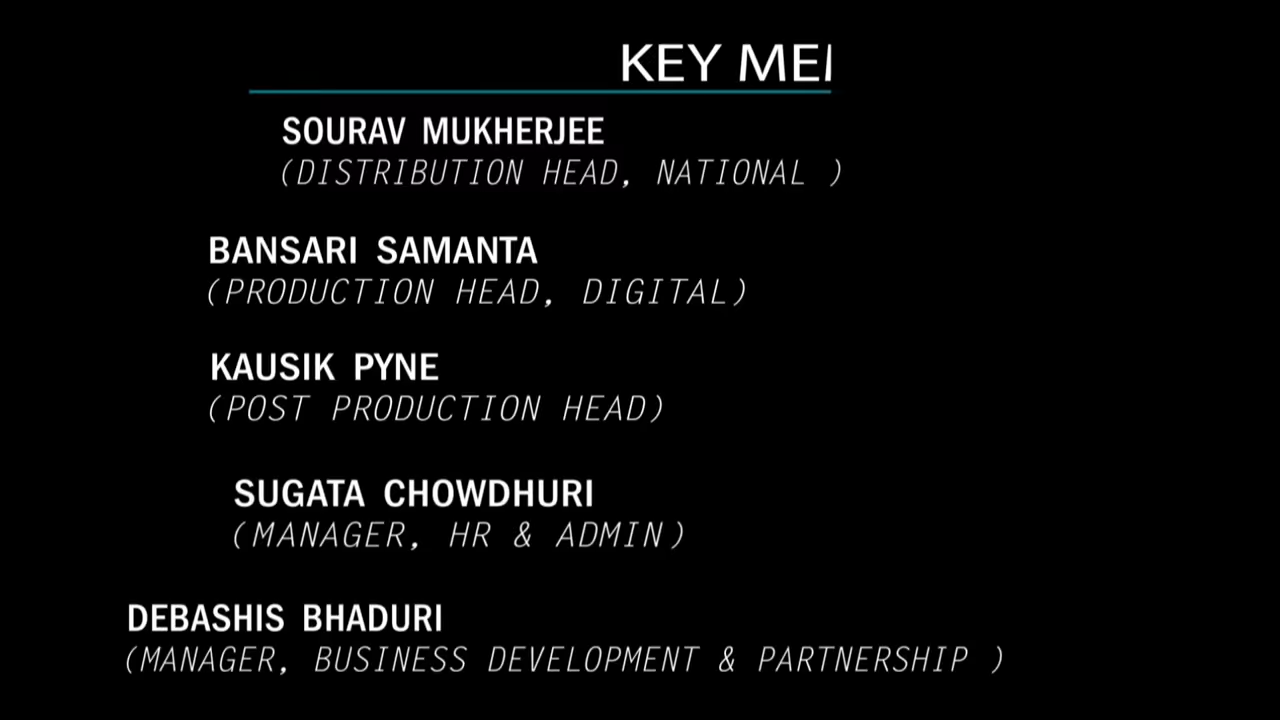 KEY
SOURAV MUKHERJEE
(DISTRIBUTION HEAD, NATIONAL )
BANSARI SAMANTA
(PRODUCTION HEAD, DIGITAL)
KAUSIK PYNE
(POST PRODUCTION HEAD)
SUGATA CHOWDHURI
(MANAGER, HR & ADMIN)
DEBASHIS BHADURI
(MANAGER, BUSINESS DEVELOPMENT & PARTNERSHIP )